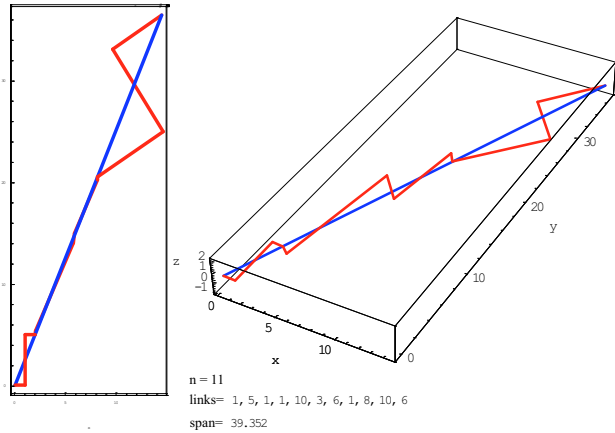 z
2
1
0
-1
0
5
10
x
0
10
20
30
y
n = 11
links= 1, 5, 1, 1, 10, 3, 6, 1, 8, 10, 6
span= 39.352